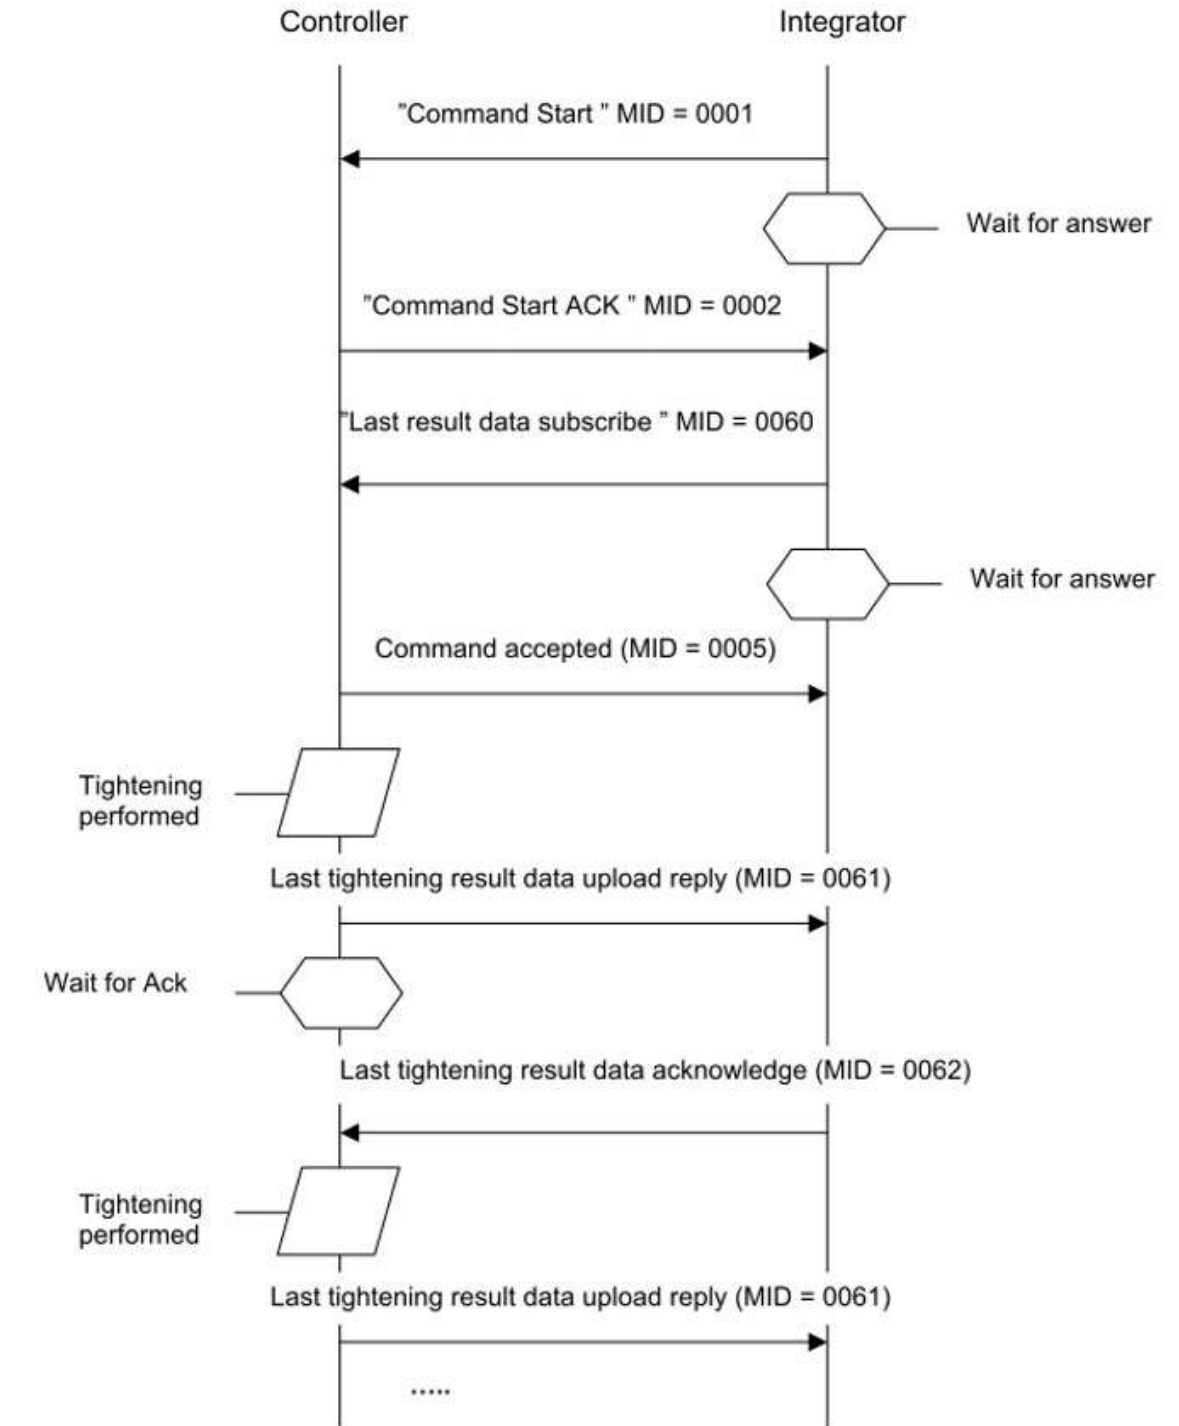 Controller
Integrator
"Command Start " MID = 0001
Wait for answer
"Command Start ACK " MID = 0002
"Last result data subscribe " MID = 0060
Wait for answer
Command accepted (MID = 0005)
Tightening
performed
Last tightening result data upload reply (MID = 0061)
Wait for Ack
Last tightening result data acknowledge (MID = 0062)
Tightening
performed
Last tightening result data upload reply (MID = 0061)
.....